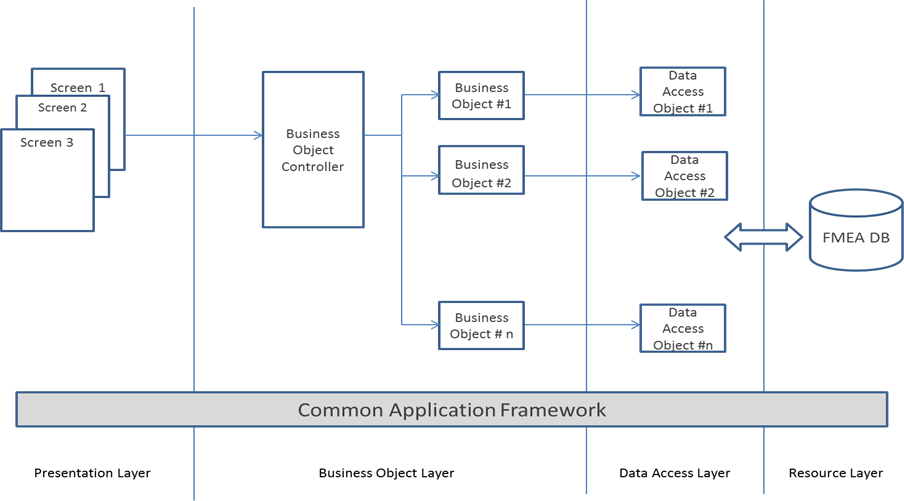 Screen 1
Screen 2
Screen 3
Business
Object
Controller
Business
Object #1
Business
Object #2
Business
Object # n
Data
Access
Object #1
Data
Access
Object #2
Data
Access
Object #n
FMEA DB
Common Application Framework
Presentation Layer
Business Object Layer
Data Access Layer
Resource Layer